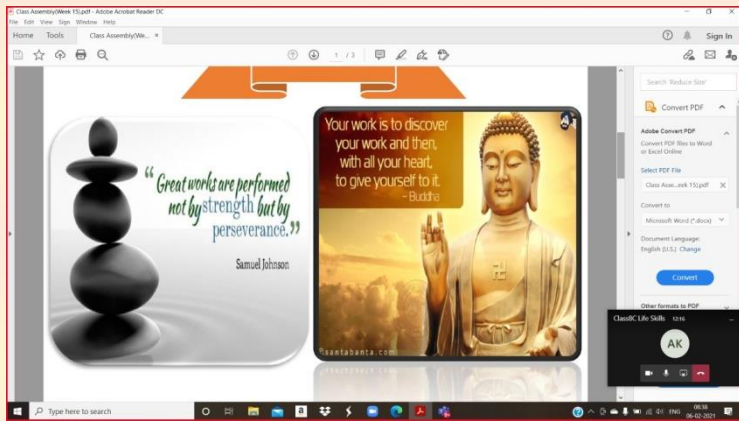 Class Assembly(Week 15).pdf - Adobe Acrobat Reader DC
File Edit View Sign Window Help
Home Tools Class Assembly(We... ×
Sign In
1 / 3
Search 'Reduce Size'
Convert PDF
Adobe Convert PDF
Convert PDF files to Word
or Excel Online
Select PDF File
Class Asse...eek 15).pdf
Convert to
Microsoft Word (*.docx)
Document Language:
English (U.S.) Change
Convert
Other formats to PDF
“Great works are performed
not by strength but by
perseverance.”
Samuel Johnson
Your work is to discover
your work and then,
with all your heart,
to give yourself to it.
- Buddha
santabanta.com
Class8C Life Skills 12:16
AK
Type here to search
ENG
08:38
06-02-2021